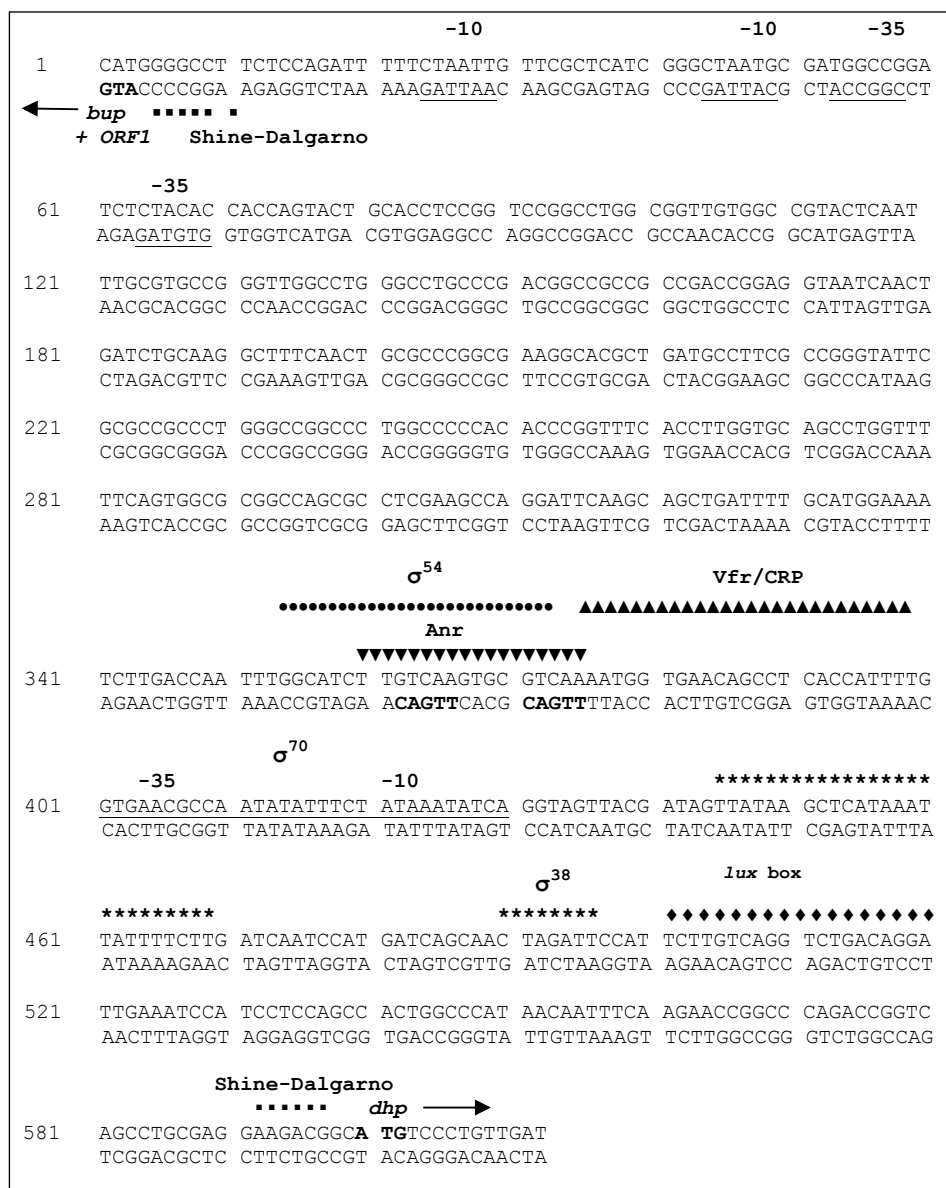 -10 -10 -35
1 CATGGGGCCT TCTCCAGATT TTTCTAATTG TTCGCTCATC GGGCTAATGC GATGGCCGGA
GTACCCCGGA AGAGGTCTAA AAAGATTAAC AAGCGAGTAG CCCGATTACG CTACCGGCCT
bup
+ ORF1 Shine-Dalgarno
-35
61 TCTCTACAC CACCAGTACT GCACCTCCGG TCCGGCCTGG CGGTTGTGGC CGTACTCAAT
AGAGATGTG GTGGTCATGA CGTGGAGGCC AGGCCGGACC GCCAACACCG GCATGAGTTA
121 TTGCGTGCCG GGTTGGCCTG GGCCTGCCCG ACGGCCGCCG CCGACCGGAG GTAATCAACT
AACGCACGGC CCAACCGGAC CCGGACGGGC TGCCGGCGGC GGCTGGCCTC CATTAGTTGA
181 GATCTGCAAG GCTTTCAACT GCGCCCGGCG AAGGCACGCT GATGCCTTCG CCGGGTATTC
CTAGACGTTC CGAAAGTTGA CGCGGGCCGC TTCCGTGCGA CTACGGAAGC GGCCCATAAG
221 GCGCCGCCCT GGGCCGGCCC TGGCCCCCAC ACCCGGTTTC ACCTTGGTGC AGCCTGGTTT
CGCGGCGGGA CCCGGCCGGG ACCGGGGGTG TGGGCCAAAG TGGAACCACG TCGGACCAAA
281 TTCAGTGGCG CGGCCAGCGC CTCGAAGCCA GGATTCAAGC AGCTGATTTT GCATGGAAAA
AAGTCACCGC GCCGGTCGCG GAGCTTCGGT CCTAAGTTCG TCGACTAAAA CGTACCTTTT
σ54 Vfr/CRP
Anr
341 TCTTGACCAA TTTGGCATCT TGTCAAGTGC GTCAAAATGG TGAACAGCCT CACCATTTTG
AGAACTGGTT AAACCGTAGA ACAGTTCACG CAGTTTTACC ACTTGTCGGA GTGGTAAAAC
σ70
-35 -10 *****************
401 GTGAACGCCA ATATATTTCT ATAAATATCA GGTAGTTACG ATAGTTATAA GCTCATAAAT
CACTTGCGGT TATATAAAGA TATTTATAGT CCATCAATGC TATCAATATT CGAGTATTTA
σ38 lux box
********* ********
461 TATTTTCTTG ATCAATCCAT GATCAGCAAC TAGATTCCAT TCTTGTCAGG TCTGACAGGA
ATAAAAGAAC TAGTTAGGTA CTAGTCGTTG ATCTAAGGTA AGAACAGTCC AGACTGTCCT
521 TTGAAATCCA TCCTCCAGCC ACTGGCCCAT AACAATTTCA AGAACCGGCC CAGACCGGTC
AACTTTAGGT AGGAGGTCGG TGACCGGGTA TTGTTAAAGT TCTTGGCCGG GTCTGGCCAG
Shine-Dalgarno
dhp
581 AGCCTGCGAG GAAGACGGCA TGTCCCTGTTGAT
TCGGACGCTC CTTCTGCCGT ACAGGGACAACTA